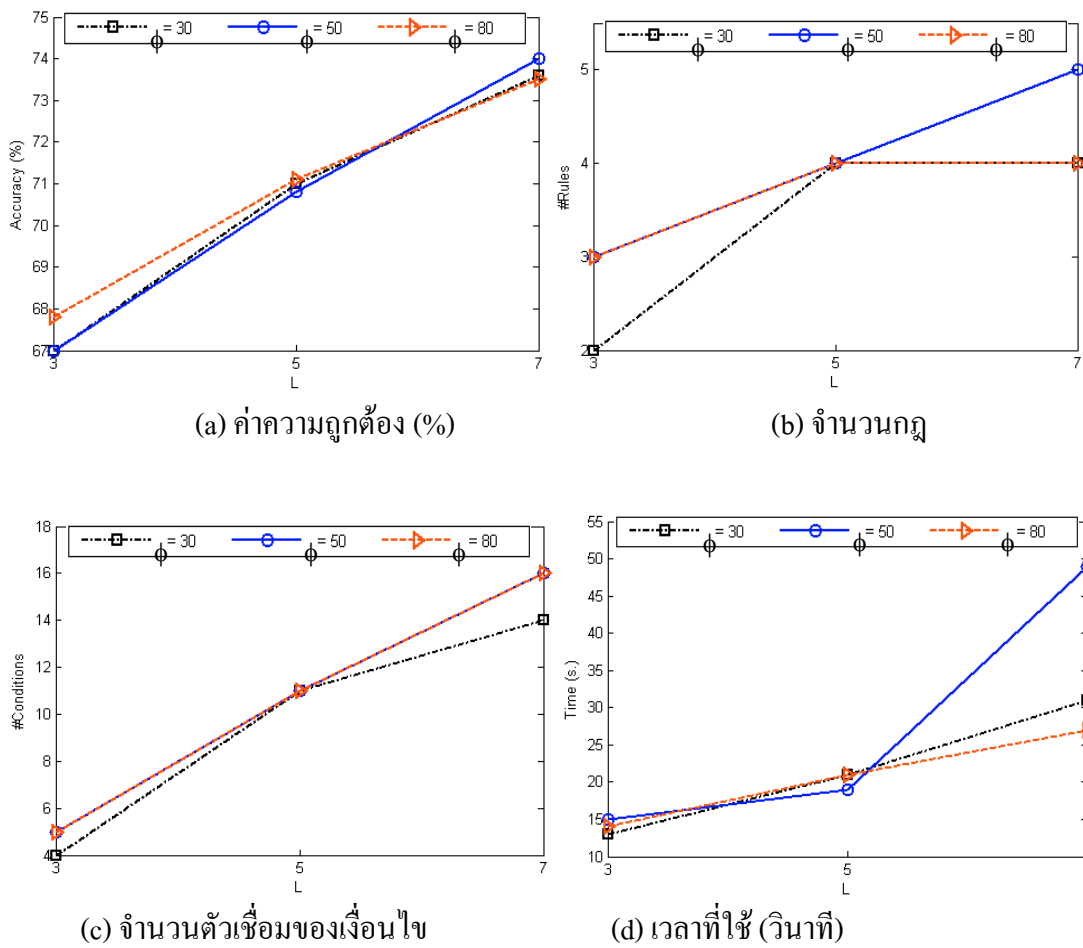 = 30 = 50 = 80
ϕ ϕ ϕ
75
74
73
72
71
70
69
68
67
Accuracy (%)
3 5 7
L
(a) ค่าความถูกต้อง (%)
= 30 = 50 = 80
ϕ ϕ ϕ
5
4
3
2
#Rules
3 5 7
L
(b) จำนวนกฎ
= 30 = 50 = 80
ϕ ϕ ϕ
18
16
14
12
10
8
6
4
#Conditions
3 5 7
L
(c) จำนวนตัวเชื่อมของเงื่อนไข
= 30 = 50 = 80
ϕ ϕ ϕ
55
50
45
40
35
30
25
20
15
10
Time (s.)
3 5
L
(d) เวลาที่ใช้ (วินาที)